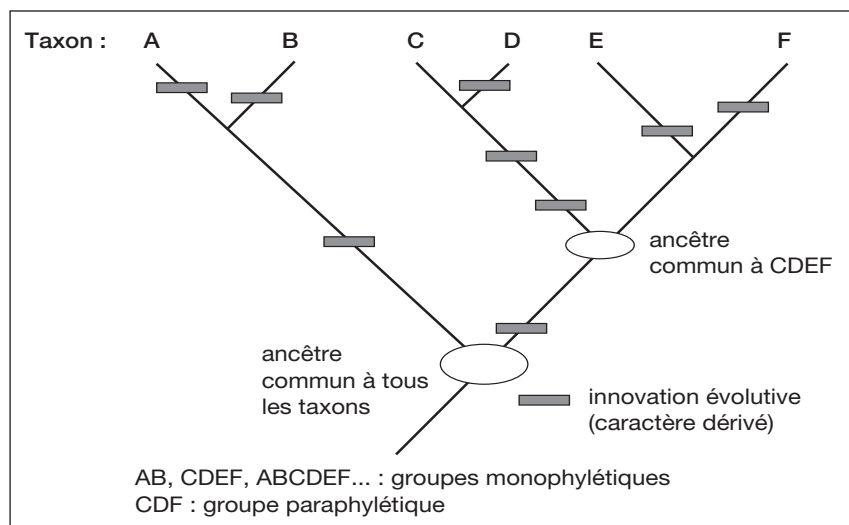 Taxon : A B C D E F
ancêtre
commun à CDEF
ancêtre
commun à tous
les taxons
innovation évolutive
(caractère dérivé)
AB, CDEF, ABCDEF... : groupes monophylétiques
CDF : groupe paraphylétique